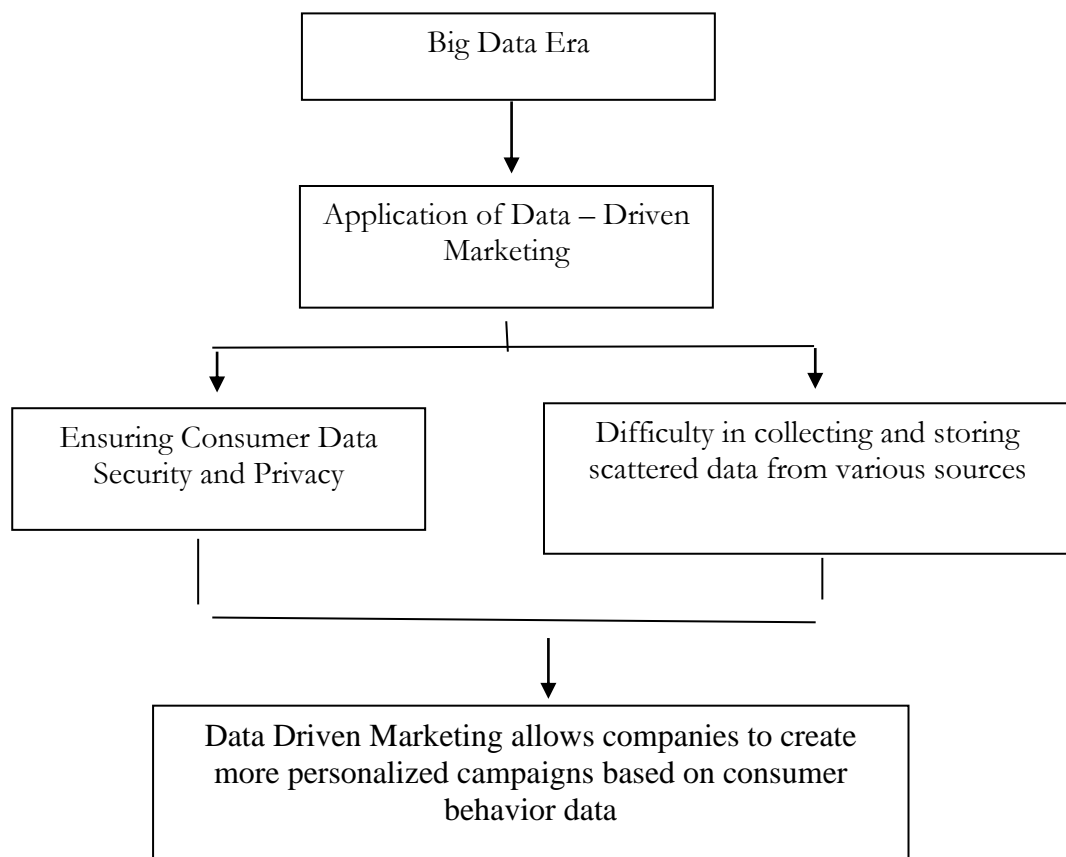 Big Data Era
Application of Data – Driven
Marketing
Ensuring Consumer Data
Security and Privacy
Difficulty in collecting and storing
scattered data from various sources
Data Driven Marketing allows companies to create
more personalized campaigns based on consumer
behavior data